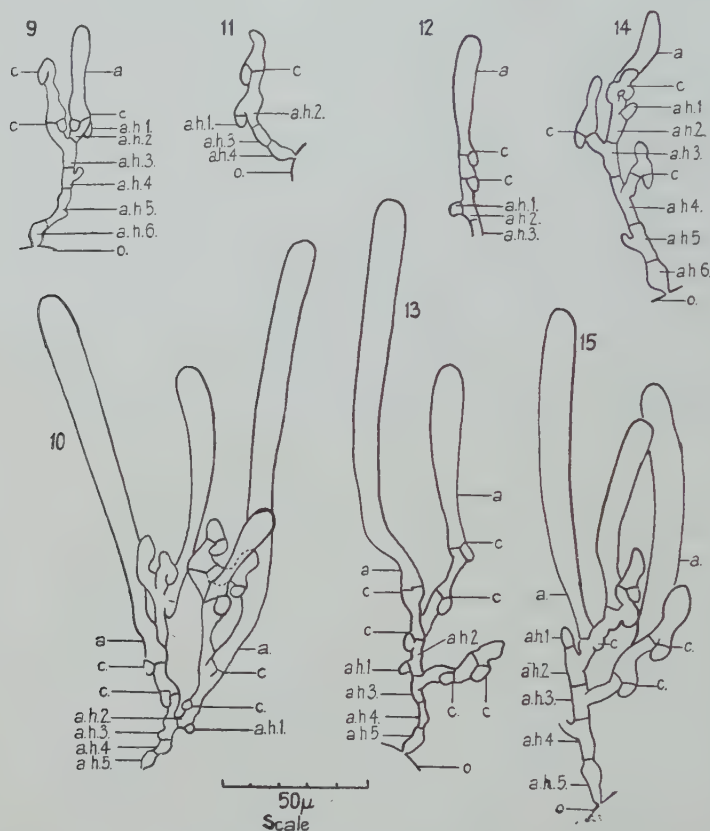 9
c
a
c
c
a.h.1.
a.h.2
a.h.3.
a.h.4
a.h.5.
a.h.6.
o.
11
c
a.h.1.
a.h.2.
a.h.3
a.h.4
o.
12
a
c
c
a.h.1.
a.h.2.
a.h.3.
14
a
c
R
a.h.1
a.h.2
c
a.h.3.
c
a.h 4.
a.h 5
a.h 6.
o.
10
a
c.
c.
a.h.2.
a.h.3.
a.h.4
a.h.5.
a.
c
c.
a.h.1.
13
a
c
a
c
c
a.h 2
a.h.1
a.h.3
c.
c
a.h.4.
a.h 5
o
15
a.
a.
a.h1
c
c.
a.h.2
a.h.3.
c.
a.h 4
a.h.5.
o
50μ
Scale